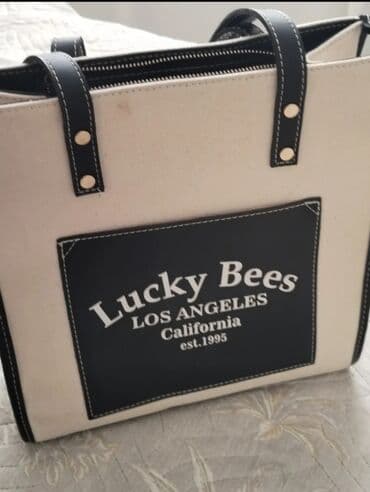 Lucky Bees
LOS ANGELES
California
est.1995